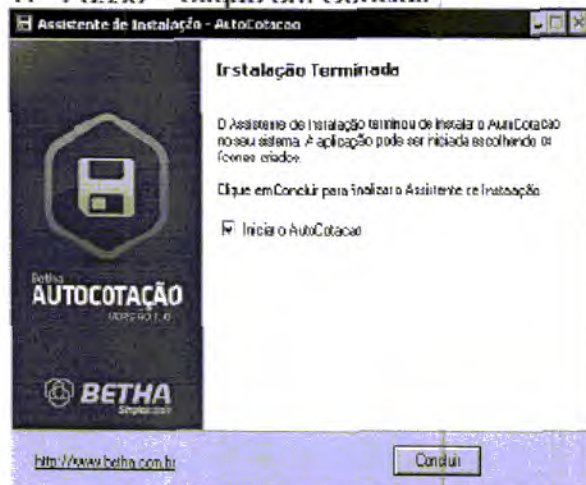 Assistente de Instalação - AutoCotacao
Instalação Terminada
O Assistente de Instalação terminou de instalar o AutoCotacao
no seu sistema. A aplicação pode ser iniciada escolhendo os
ícones criados.
Clique em Concluir para finalizar o Assistente de Instalação.
Iniciar o AutoCotacao
Betha
AUTOCOTAÇÃO
VERSÃO
BETHA
http://www.betha.com.br
Concluir